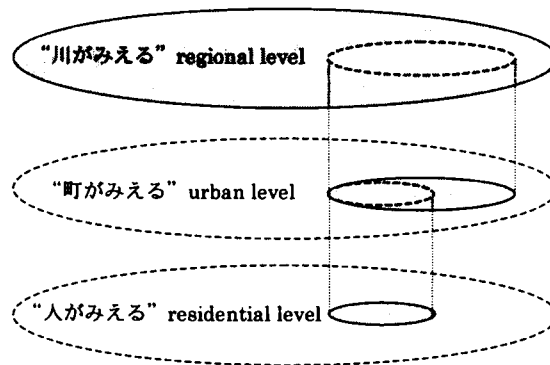 “川がみえる” regional level
“町がみえる” urban level
“人がみえる” residential level